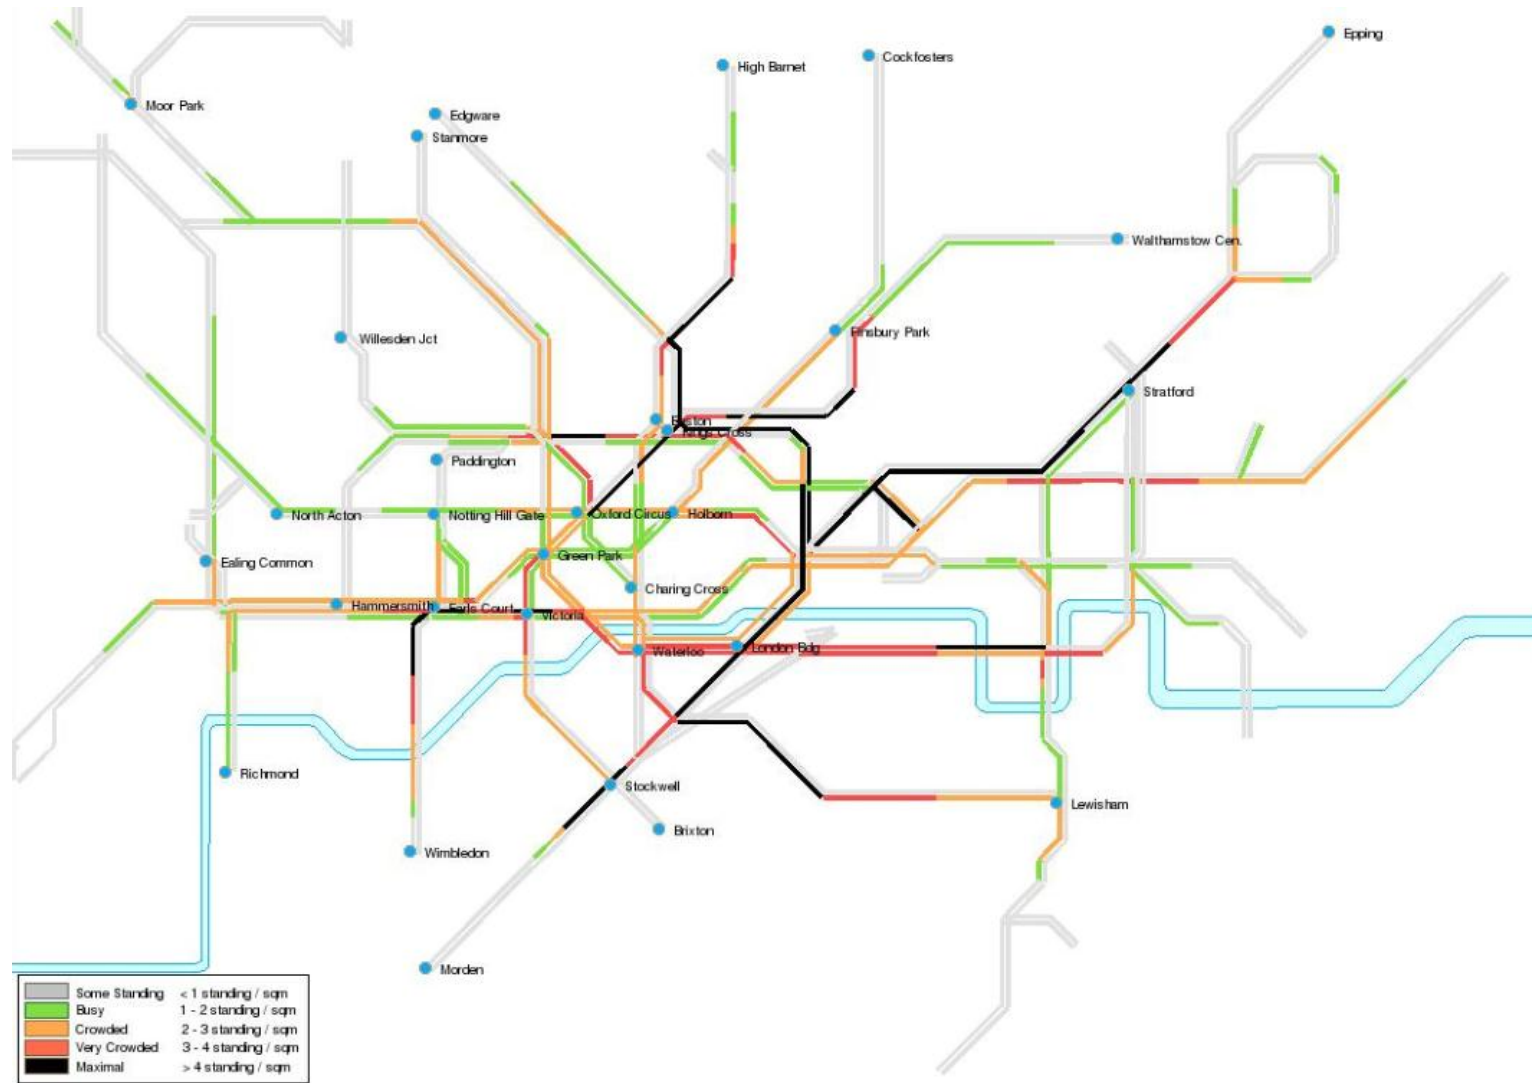 Epping
Cockfosters
High Barnet
Moor Park
Edgware
Stanmore
Walthamstow Cen.
Finsbury Park
Willesden Jct
Stratford
Euston
Kings Cross
Paddington
North Acton
Notting Hill Gate
Oxford Circus
Holborn
Green Park
Ealing Common
Charing Cross
Hammersmith
Earls Court
Victoria
Waterloo
London Bdg
Richmond
Stockwell
Lewisham
Brixton
Wimbledon
Morden
Some Standing < 1 standing / sqm
Busy 1 - 2 standing / sqm
Crowded 2 - 3 standing / sqm
Very Crowded 3 - 4 standing / sqm
Maximal > 4 standing / sqm